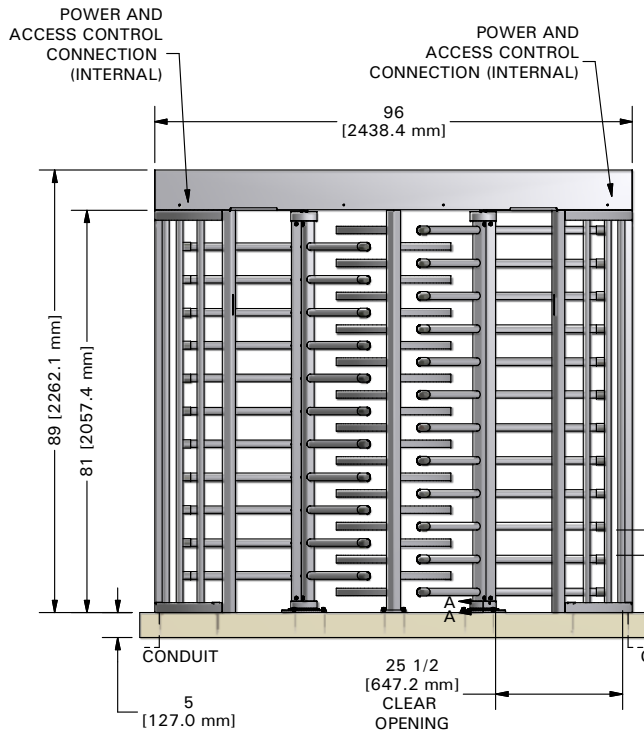 POWER AND
ACCESS CONTROL
CONNECTION
(INTERNAL)
POWER AND
ACCESS CONTROL
CONNECTION (INTERNAL)
96
[2438.4 mm]
89 [2262.1 mm]
81 [2057.4 mm]
A
A
CONDUIT
C
25 1/2
[647.2 mm]
CLEAR
OPENING
5
[127.0 mm]